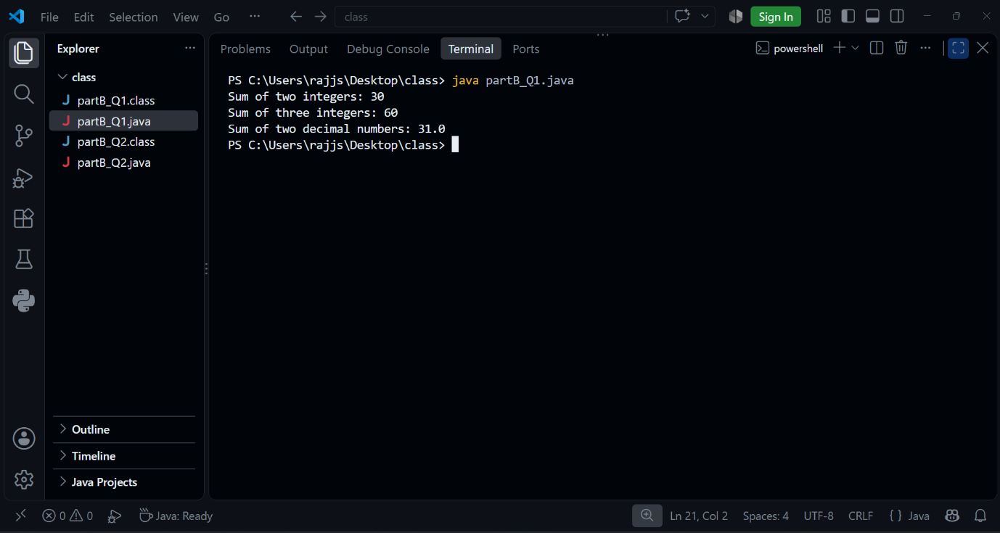 File Edit Selection View Go ··· class Sign In
Explorer ···
class
partB_Q1.class
partB_Q1.java
partB_Q2.class
partB_Q2.java
Outline
Timeline
Java Projects
Problems Output Debug Console Terminal Ports powershell
PS C:\Users\rajjs\Desktop\class> java partB_Q1.java
Sum of two integers: 30
Sum of three integers: 60
Sum of two decimal numbers: 31.0
PS C:\Users\rajjs\Desktop\class>
0 0 Java: Ready Ln 21, Col 2 Spaces: 4 UTF-8 CRLF { } Java